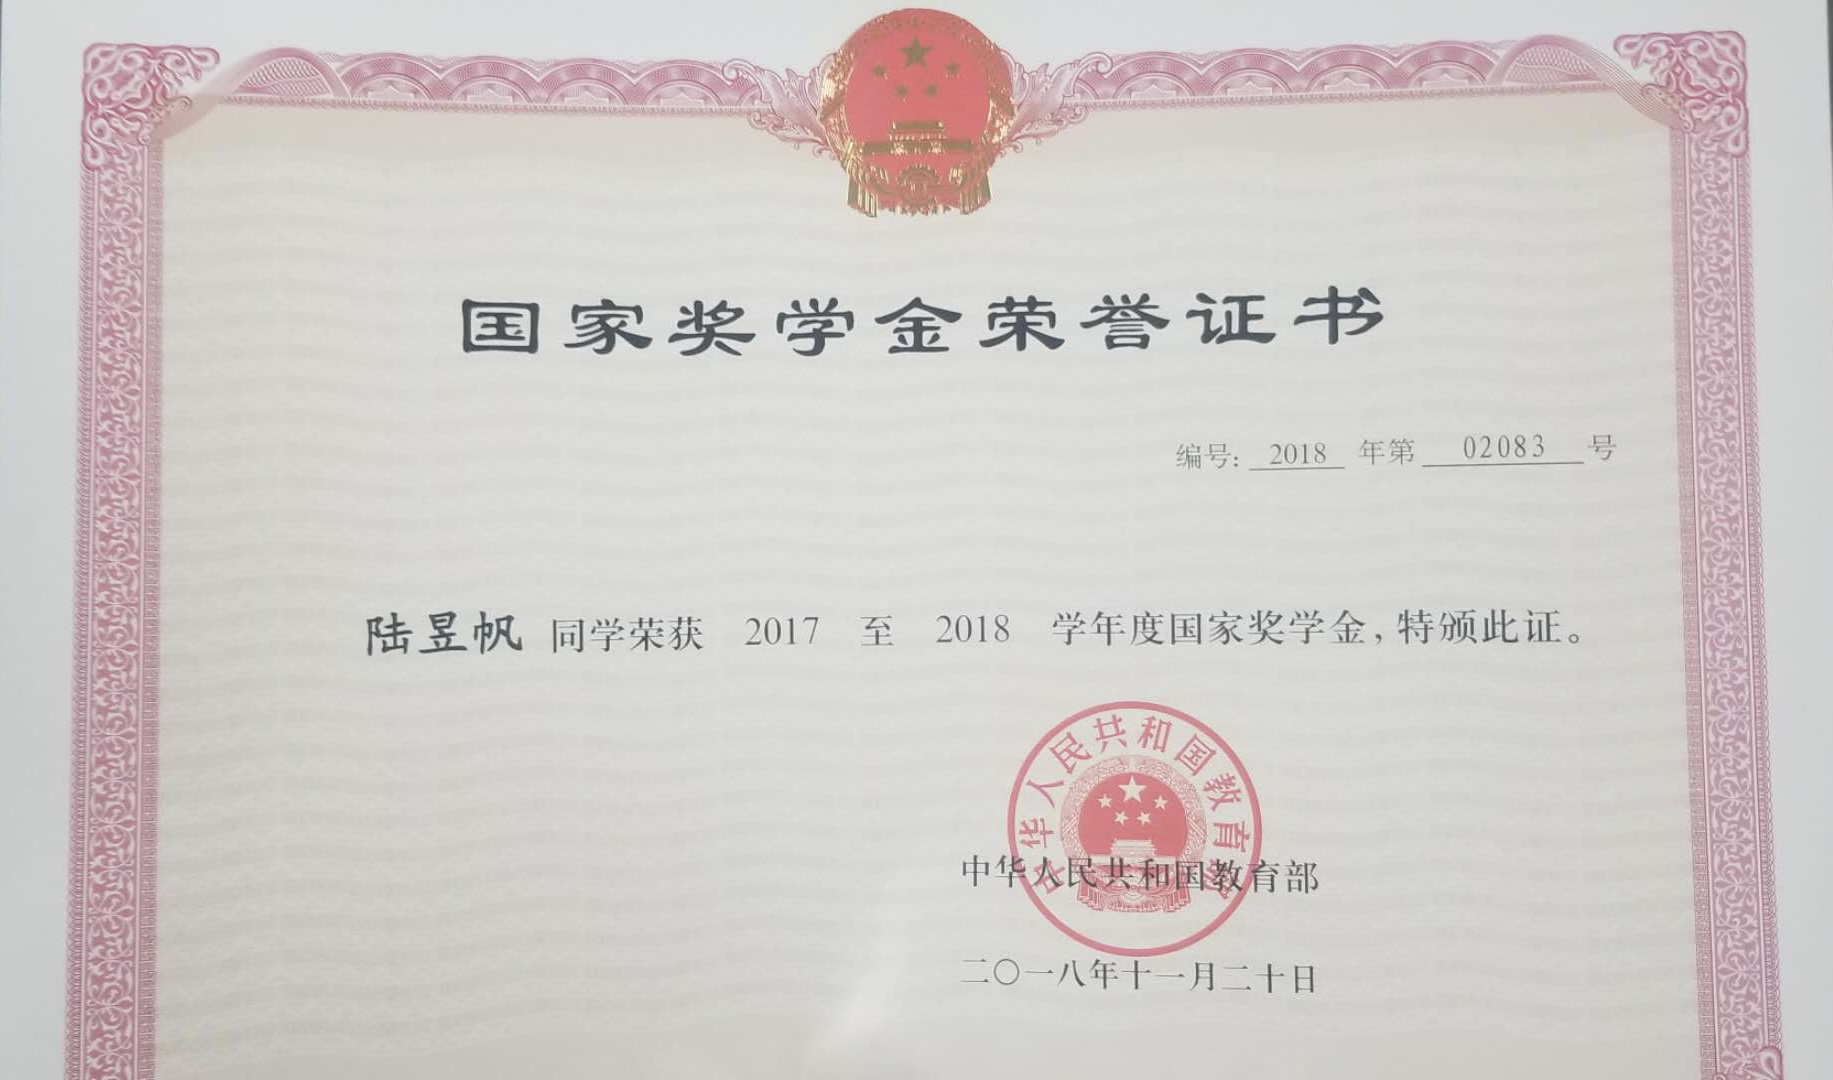 国家奖学金荣誉证书
编号: 2018 年第 02083 号
陆昱帆 同学荣获 2017 至 2018 学年度国家奖学金,特颁此证。
中华人民共和国教育部
中华人民共和国教育部
二〇一八年十一月二十日